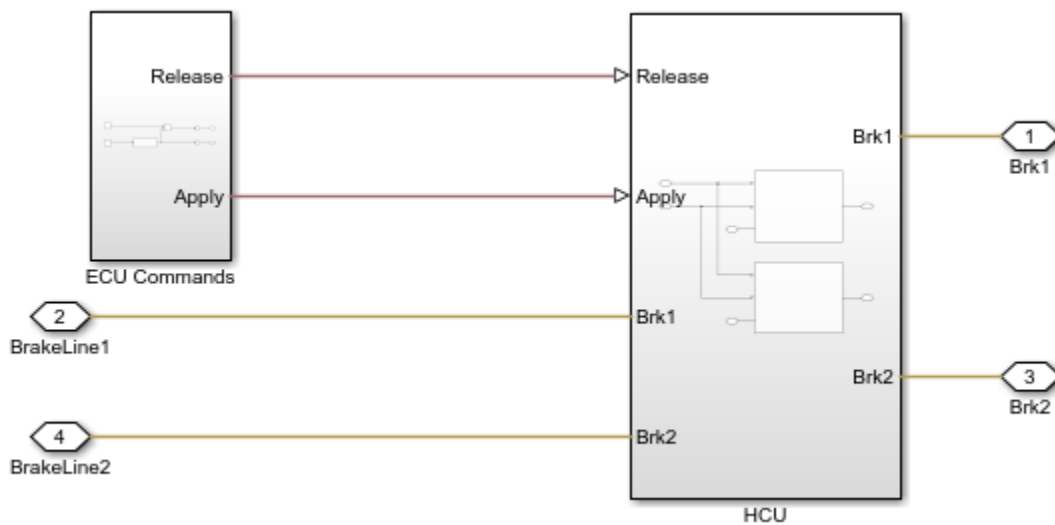 Release
Apply
ECU Commands
Release
Apply
Brk1
Brk2
Brk1
Brk2
HCU
2
BrakeLine1
4
BrakeLine2
1
Brk1
3
Brk2